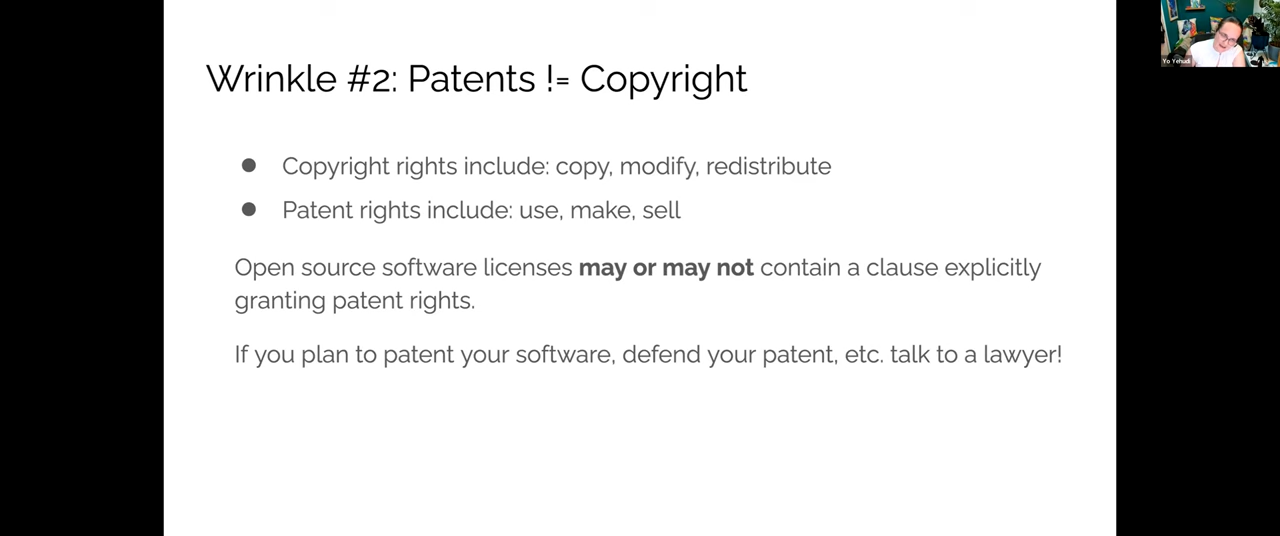 Wrinkle #2: Patents != Copyright
● Copyright rights include: copy, modify, redistribute
● Patent rights include: use, make, sell
Open source software licenses may or may not contain a clause explicitly
granting patent rights.
If you plan to patent your software, defend your patent, etc. talk to a lawyer!
Yo Yehudi